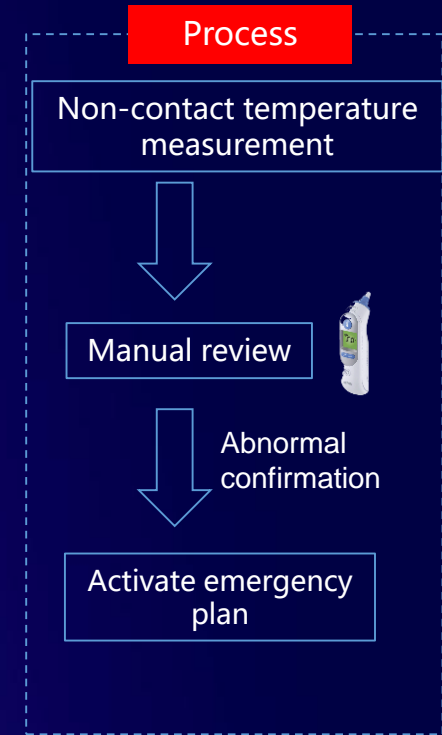 Process
Non-contact temperature
measurement
Manual review
Abnormal
confirmation
Activate emergency
plan